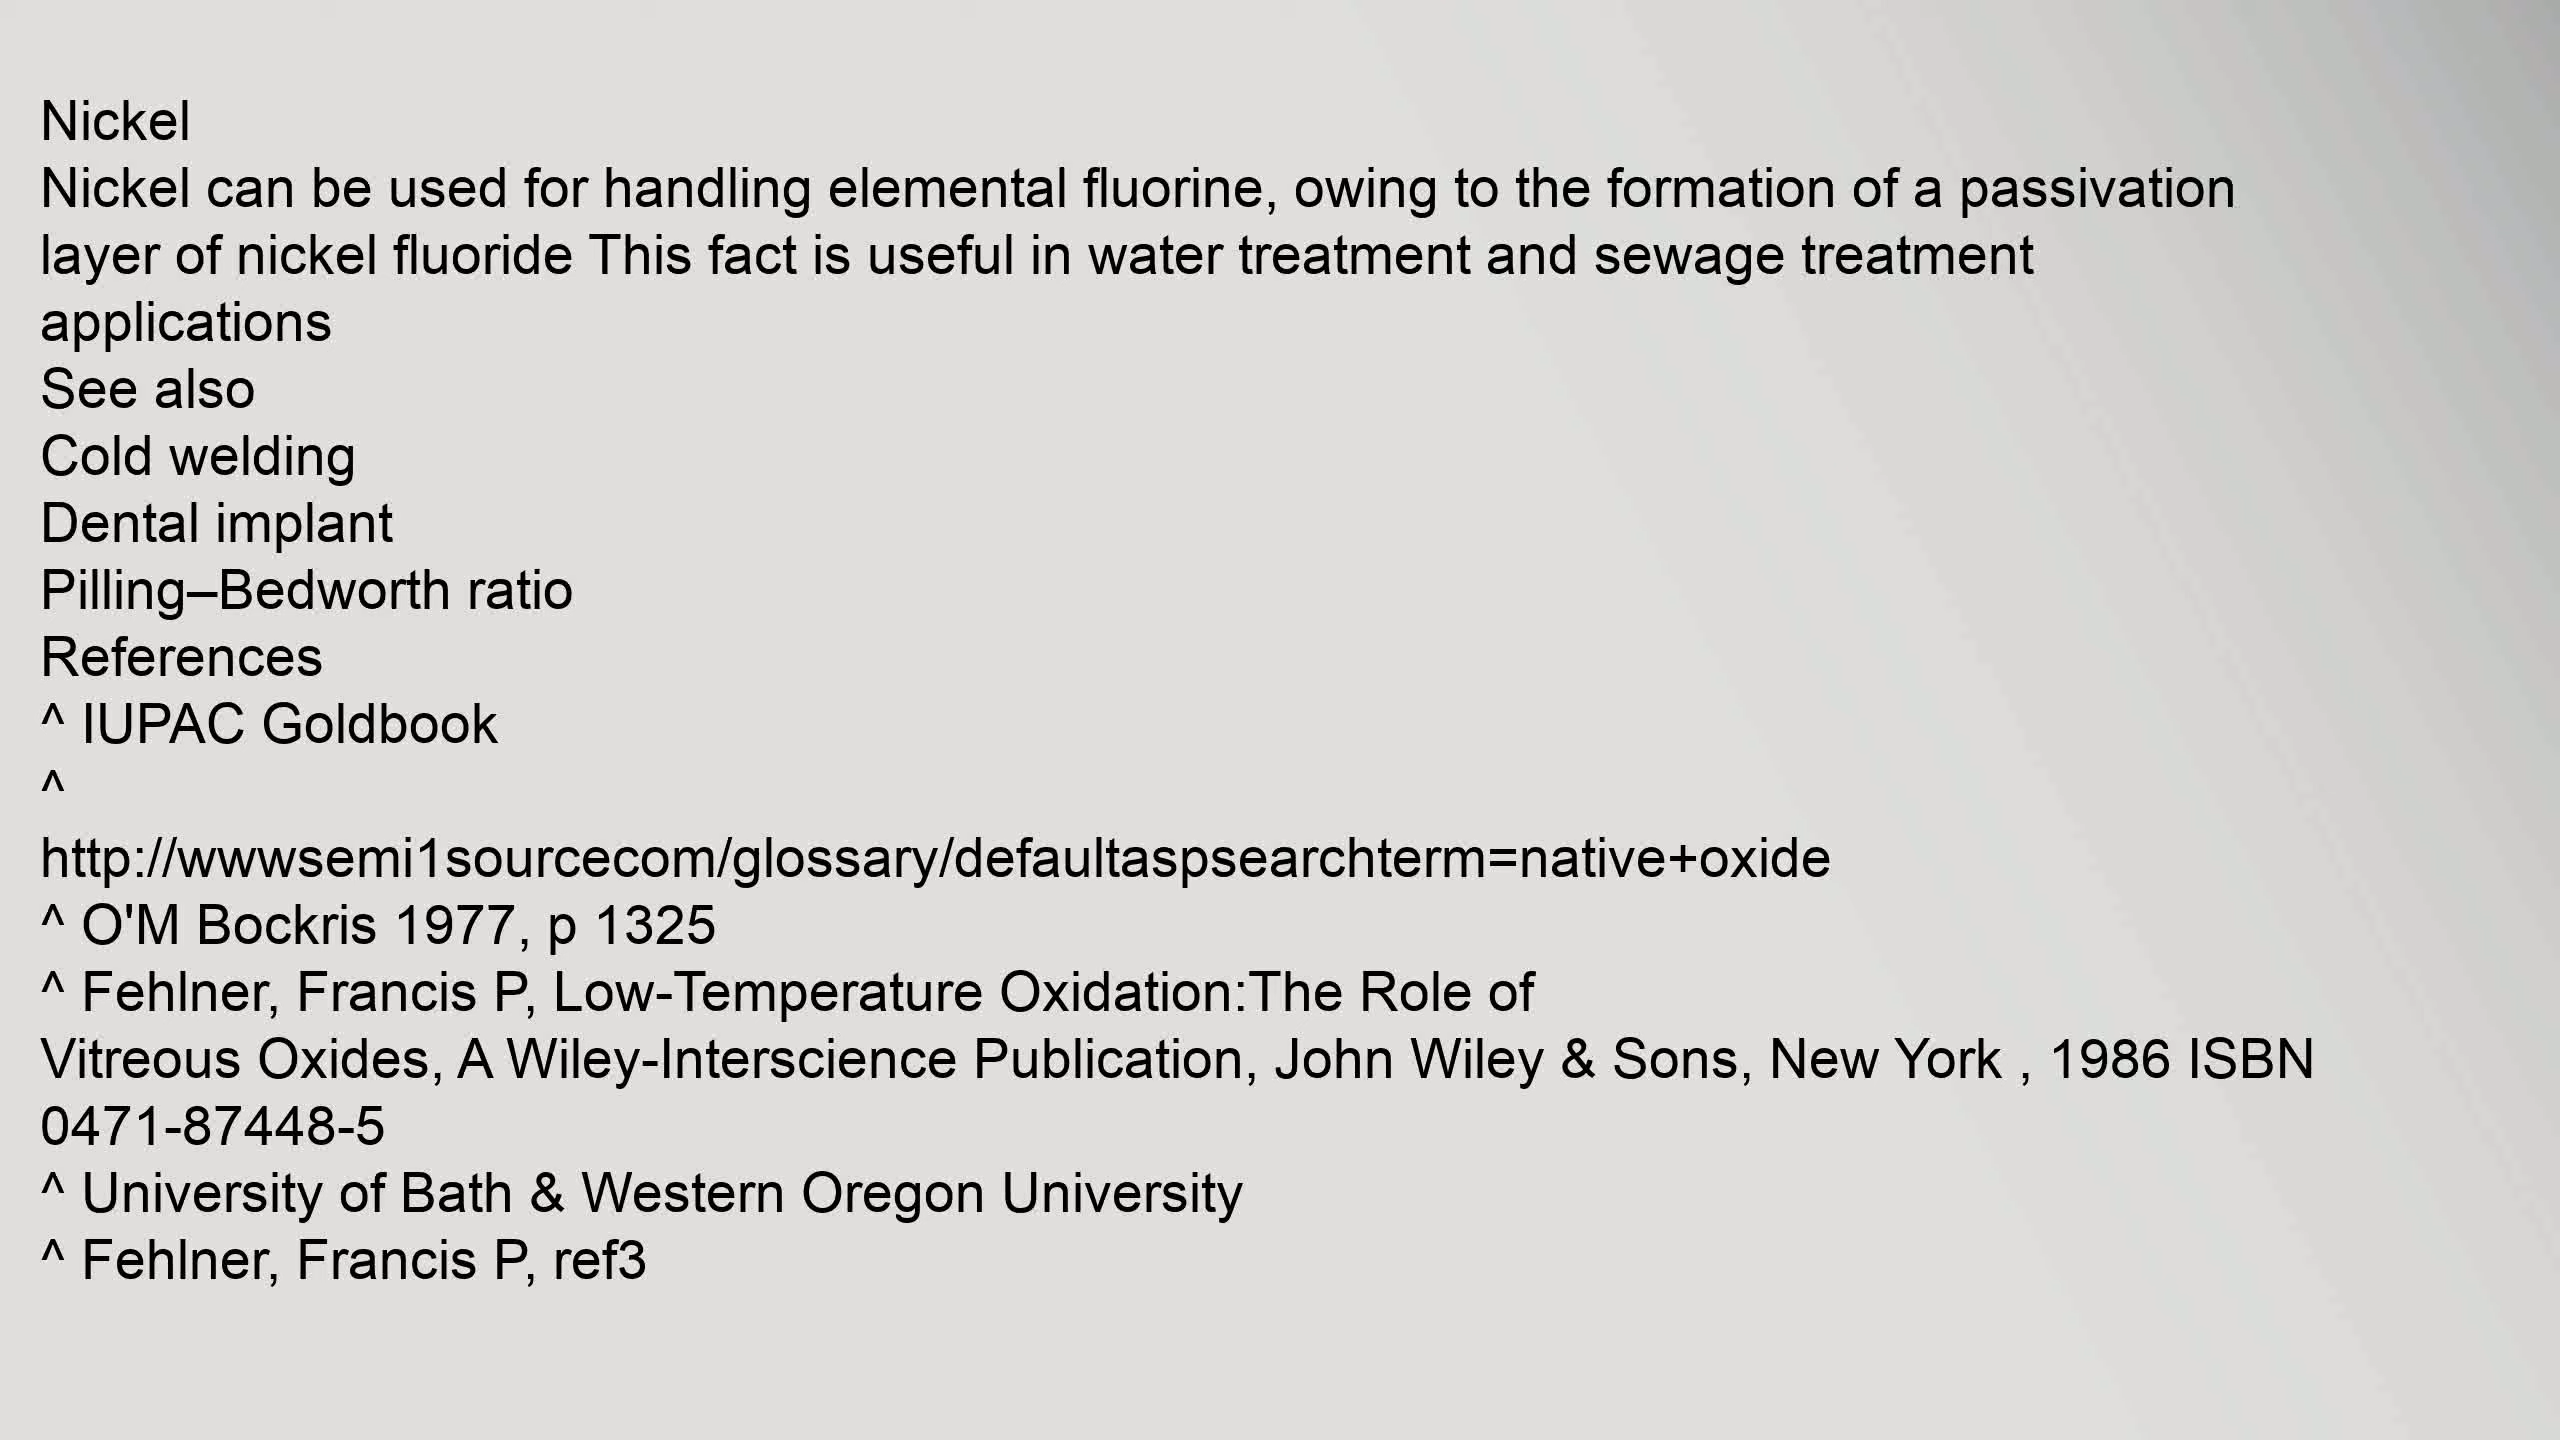 Nickel
Nickel can be used for handling elemental fluorine, owing to the formation of a passivation
layer of nickel fluoride This fact is useful in water treatment and sewage treatment
applications
See also
Cold welding
Dental implant
Pilling–Bedworth ratio
References
^ IUPAC Goldbook
^
http://wwwsemi1sourcecom/glossary/defaultaspsearchterm=native+oxide
^ O'M Bockris 1977, p 1325
^ Fehlner, Francis P, Low-Temperature Oxidation:The Role of
Vitreous Oxides, A Wiley-Interscience Publication, John Wiley & Sons, New York , 1986 ISBN
0471-87448-5
^ University of Bath & Western Oregon University
^ Fehlner, Francis P, ref3